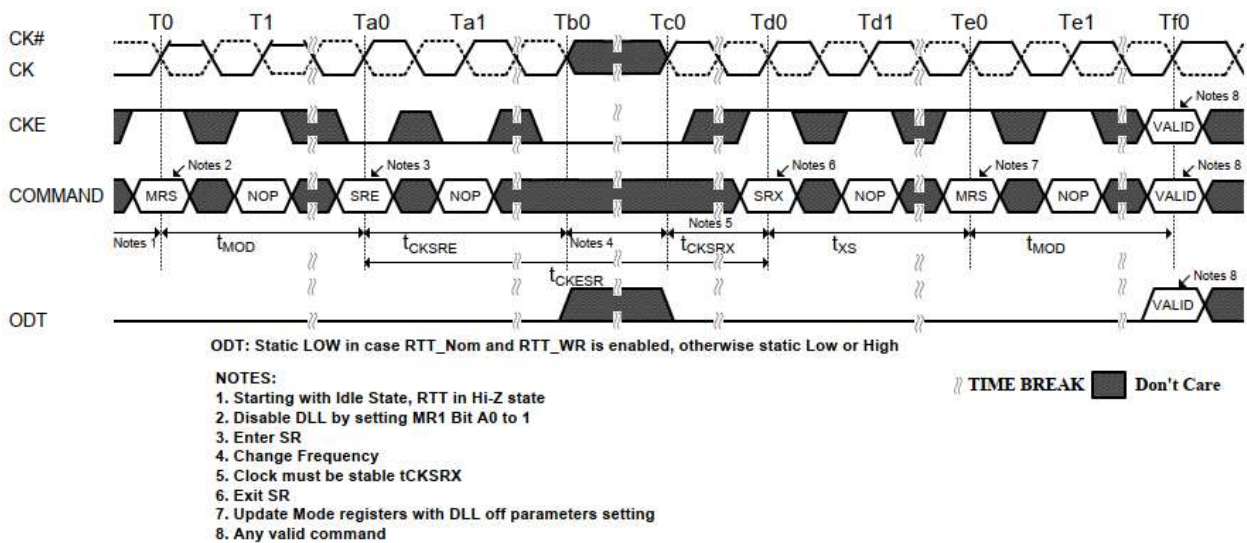 T0 T1 Ta0 Ta1 Tb0 Tc0 Td0 Td1 Te0 Te1 Tf0
CK#
CK
Notes 8
CKE VALID
Notes 2 Notes 3 Notes 6 Notes 7 Notes 8
COMMAND MRS NOP SRE NOP SRX NOP MRS NOP VALID
Notes 1 tMOD tCKSRE Notes 4 Notes 5 tCKSRX tXS tMOD
tCKESR
Notes 8
ODT VALID
ODT: Static LOW in case RTT_Nom and RTT_WR is enabled, otherwise static Low or High
NOTES:
TIME BREAK Don't Care
1. Starting with Idle State, RTT in Hi-Z state
2. Disable DLL by setting MR1 Bit A0 to 1
3. Enter SR
4. Change Frequency
5. Clock must be stable tCKSRX
6. Exit SR
7. Update Mode registers with DLL off parameters setting
8. Any valid command